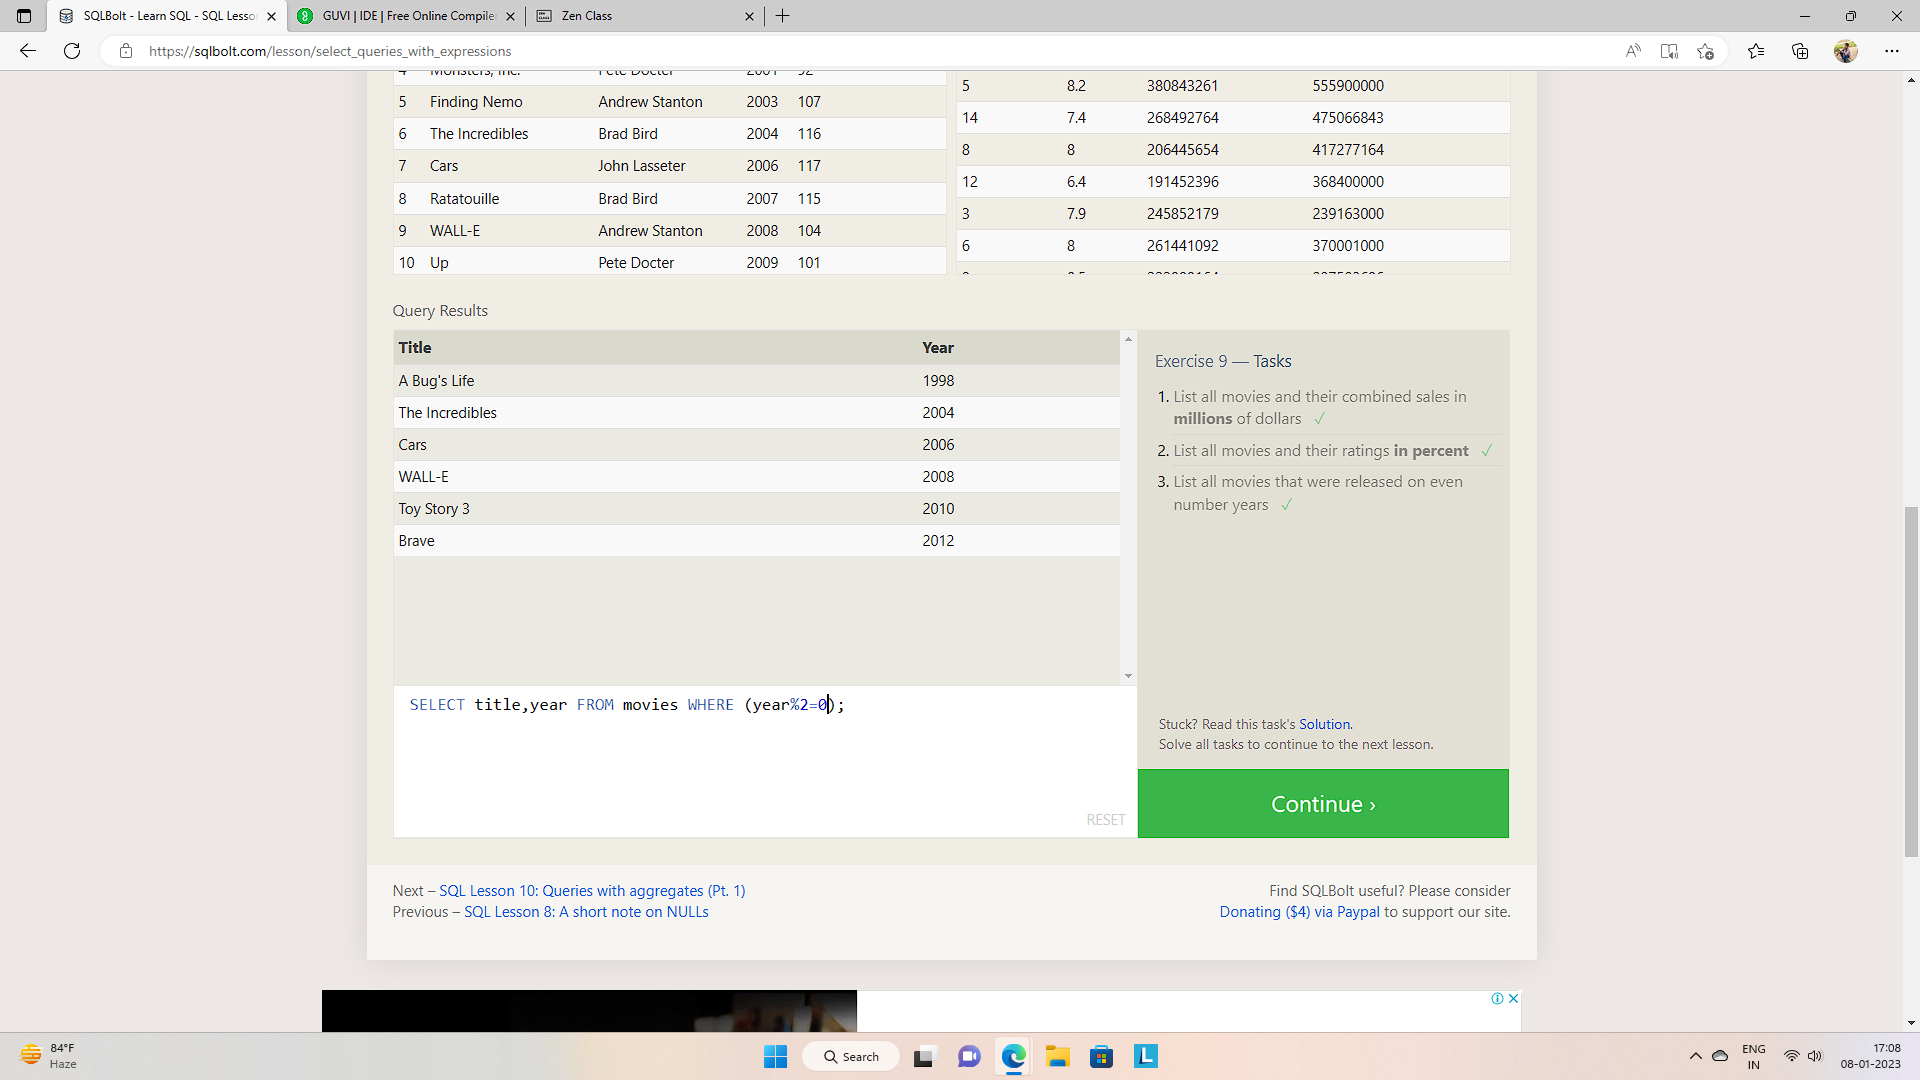 SQLBolt - Learn SQL - SQL Lesso
GUVI | IDE | Free Online Compile
Zen Class
https://sqlbolt.com/lesson/select_queries_with_expressions
4 Monsters, Inc. Pete Docter 2001 92
5 Finding Nemo Andrew Stanton 2003 107
6 The Incredibles Brad Bird 2004 116
7 Cars John Lasseter 2006 117
8 Ratatouille Brad Bird 2007 115
9 WALL-E Andrew Stanton 2008 104
10 Up Pete Docter 2009 101
5 8.2 380843261 555900000
14 7.4 268492764 475066843
8 8 206445654 417277164
12 6.4 191452396 368400000
3 7.9 245852179 239163000
6 8 261441092 370001000
Query Results
Title Year
A Bug's Life 1998
The Incredibles 2004
Cars 2006
WALL-E 2008
Toy Story 3 2010
Brave 2012
SELECT title,year FROM movies WHERE (year%2=0);
RESET
Exercise 9 — Tasks
1. List all movies and their combined sales in
millions of dollars ✓
2. List all movies and their ratings in percent ✓
3. List all movies that were released on even
number years ✓
Stuck? Read this task's Solution.
Solve all tasks to continue to the next lesson.
Continue ›
Next – SQL Lesson 10: Queries with aggregates (Pt. 1)
Previous – SQL Lesson 8: A short note on NULLs
Find SQLBolt useful? Please consider
Donating ($4) via Paypal to support our site.
84°F
Haze
Search
ENG
IN
17:08
08-01-2023